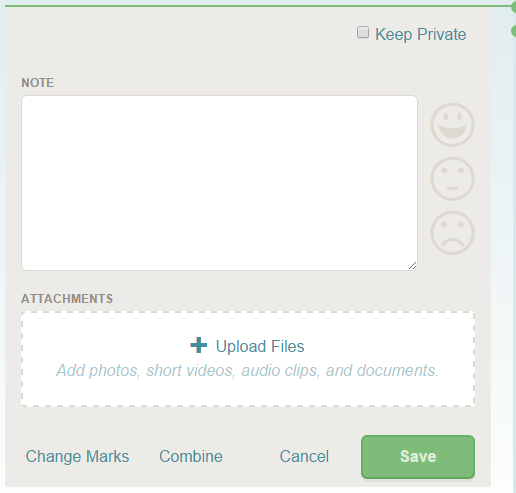 Keep Private
NOTE
ATTACHMENTS
Upload Files
Add photos, short videos, audio clips, and documents.
Change Marks Combine Cancel Save